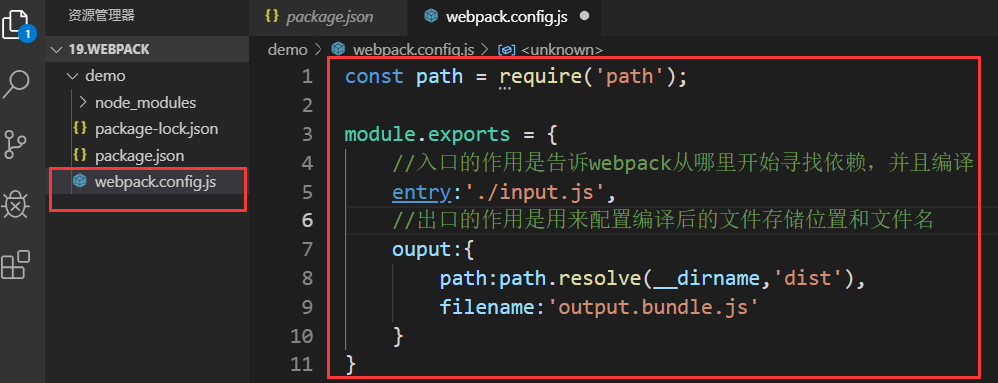 资源管理器
package.json
webpack.config.js
1
19.WEBPACK
demo > webpack.config.js > <unknown>
demo
node_modules
package-lock.json
package.json
webpack.config.js
1 const path = require('path');
2
3 module.exports = {
4 //入口的作用是告诉webpack从哪里开始寻找依赖，并且编译
5 entry:'./input.js',
6 //出口的作用是用来配置编译后的文件存储位置和文件名
7 ouput:{
8 path:path.resolve(__dirname,'dist'),
9 filename:'output.bundle.js'
10 }
11 }